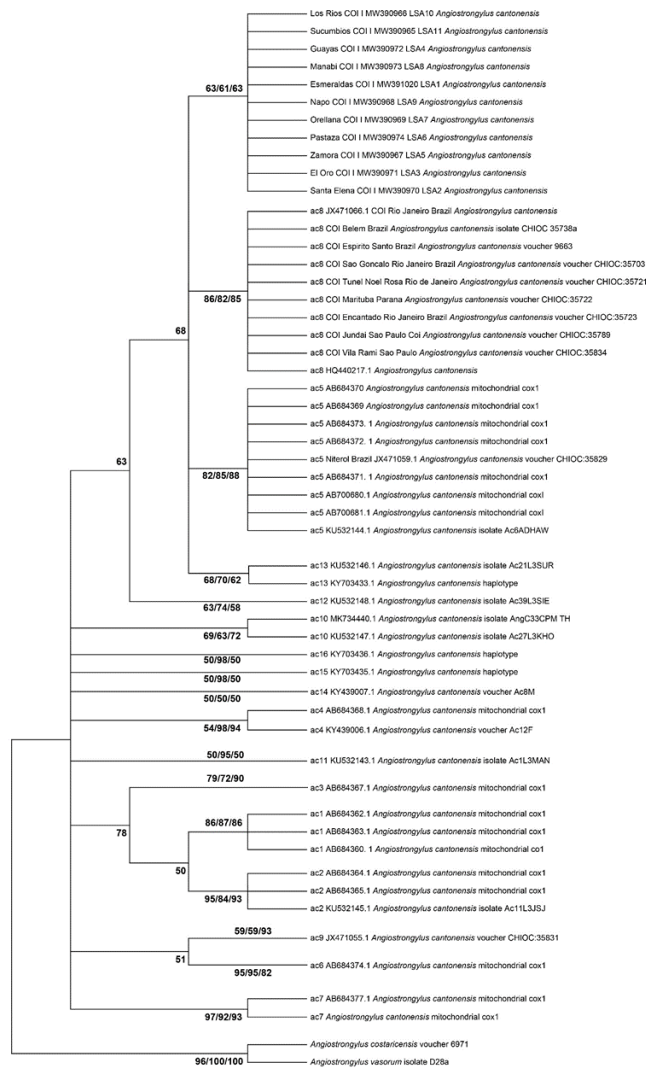 Los Rios COI I MW390966 LSA10 Angiostrongylus cantonensis
Sucumbios COI I MW390965 LSA11 Angiostrongylus cantonensis
Guayas COI I MW390972 LSA4 Angiostrongylus cantonensis
Manabi COI I MW390973 LSA8 Angiostrongylus cantonensis
63/61/63
Esmeraldas COI I MW391020 LSA1 Angiostrongylus cantonensis
Napo COI I MW390968 LSA9 Angiostrongylus cantonensis
Orellana COI I MW390969 LSA7 Angiostrongylus cantonensis
Pastaza COI I MW390974 LSA6 Angiostrongylus cantonensis
Zamora COI I MW390967 LSA5 Angiostrongylus cantonensis
El Oro COI I MW390971 LSA3 Angiostrongylus cantonensis
Santa Elena COI I MW390970 LSA2 Angiostrongylus cantonensis
ac8 JX471066.1 COI Rio Janeiro Brazil Angiostrongylus cantonensis
ac8 COI Belem Brazil Angiostrongylus cantonensis isolate CHIOC 35738a
ac8 COI Espirito Santo Brazil Angiostrongylus cantonensis voucher 9663
ac8 COI Sao Goncalo Rio Janeiro Brazil Angiostrongylus cantonensis voucher CHIOC:35703
ac8 COI Tunel Noel Rosa Rio de Janeiro Angiostrongylus cantonensis voucher CHIOC:35721
86/82/85
ac8 COI Marituba Parana Angiostrongylus cantonensis voucher CHIOC:35722
ac8 COI Encantado Rio Janeiro Brazil Angiostrongylus cantonensis voucher CHIOC:35723
68
ac8 COI Jundai Sao Paulo Coi Angiostrongylus cantonensis voucher CHIOC:35789
ac8 COI Vila Rami Sao Paulo Angiostrongylus cantonensis voucher CHIOC:35834
ac8 HQ440217.1 Angiostrongylus cantonensis
ac5 AB684370 Angiostrongylus cantonensis mitochondrial cox1
ac5 AB684369 Angiostrongylus cantonensis mitochondrial cox1
ac5 AB684373. 1 Angiostrongylus cantonensis mitochondrial cox1
ac5 AB684372. 1 Angiostrongylus cantonensis mitochondrial cox1
63
ac5 Niterol Brazil JX471059.1 Angiostrongylus cantonensis voucher CHIOC:35829
82/85/88
ac5 AB684371. 1 Angiostrongylus cantonensis mitochondrial cox1
ac5 AB700680.1 Angiostrongylus cantonensis mitochondrial coxI
ac5 AB700681.1 Angiostrongylus cantonensis mitochondrial coxI
ac5 KU532144.1 Angiostrongylus cantonensis isolate Ac6ADHAW
ac13 KU532146.1 Angiostrongylus cantonensis isolate Ac21L3SUR
68/70/62
ac13 KY703433.1 Angiostrongylus cantonensis haplotype
ac12 KU532148.1 Angiostrongylus cantonensis isolate Ac39L3SIE
63/74/58
ac10 MK734440.1 Angiostrongylus cantonensis isolate AngC33CPM TH
69/63/72
ac10 KU532147.1 Angiostrongylus cantonensis isolate Ac27L3KHO
ac16 KY703436.1 Angiostrongylus cantonensis haplotype
50/98/50
ac15 KY703435.1 Angiostrongylus cantonensis haplotype
50/98/50
ac14 KY439007.1 Angiostrongylus cantonensis voucher Ac8M
50/50/50
ac4 AB684368.1 Angiostrongylus cantonensis mitochondrial cox1
54/98/94
ac4 KY439006.1 Angiostrongylus cantonensis voucher Ac12F
50/95/50
ac11 KU532143.1 Angiostrongylus cantonensis isolate Ac1L3MAN
79/72/90
ac3 AB684367.1 Angiostrongylus cantonensis mitochondrial cox1
ac1 AB684362.1 Angiostrongylus cantonensis mitochondrial cox1
86/87/86
ac1 AB684363.1 Angiostrongylus cantonensis mitochondrial cox1
78
ac1 AB684360. 1 Angiostrongylus cantonensis mitochondrial co1
50
ac2 AB684364.1 Angiostrongylus cantonensis mitochondrial cox1
ac2 AB684365.1 Angiostrongylus cantonensis mitochondrial cox1
95/84/93
ac2 KU532145.1 Angiostrongylus cantonensis isolate Ac11L3JSJ
59/59/93
ac9 JX471055.1 Angiostrongylus cantonensis voucher CHIOC:35831
51
ac6 AB684374.1 Angiostrongylus cantonensis mitochondrial cox1
95/95/82
ac7 AB684377.1 Angiostrongylus cantonensis mitochondrial cox1
97/92/93
ac7 Angiostrongylus cantonensis mitochondrial cox1
Angiostrongylus costaricensis voucher 6971
96/100/100
Angiostrongylus vasorum isolate D28a